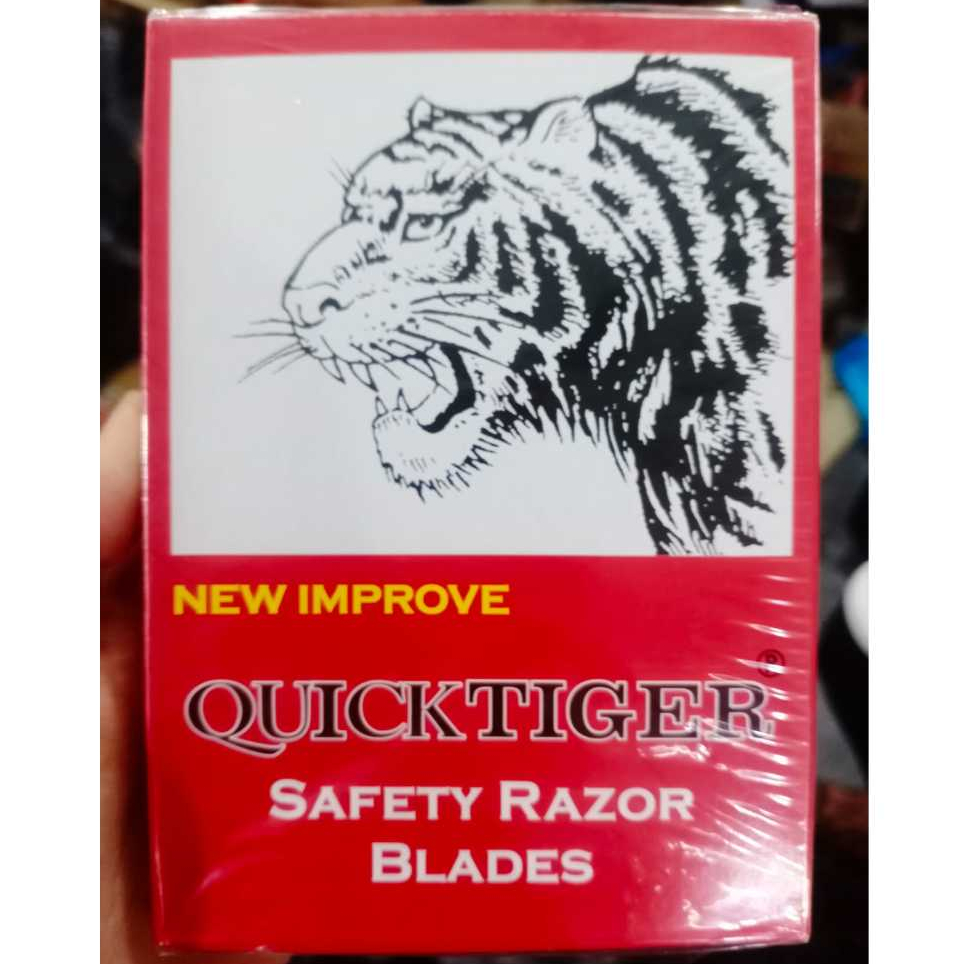 NEW IMPROVE
QUICKTIGER®
SAFETY RAZOR
BLADES